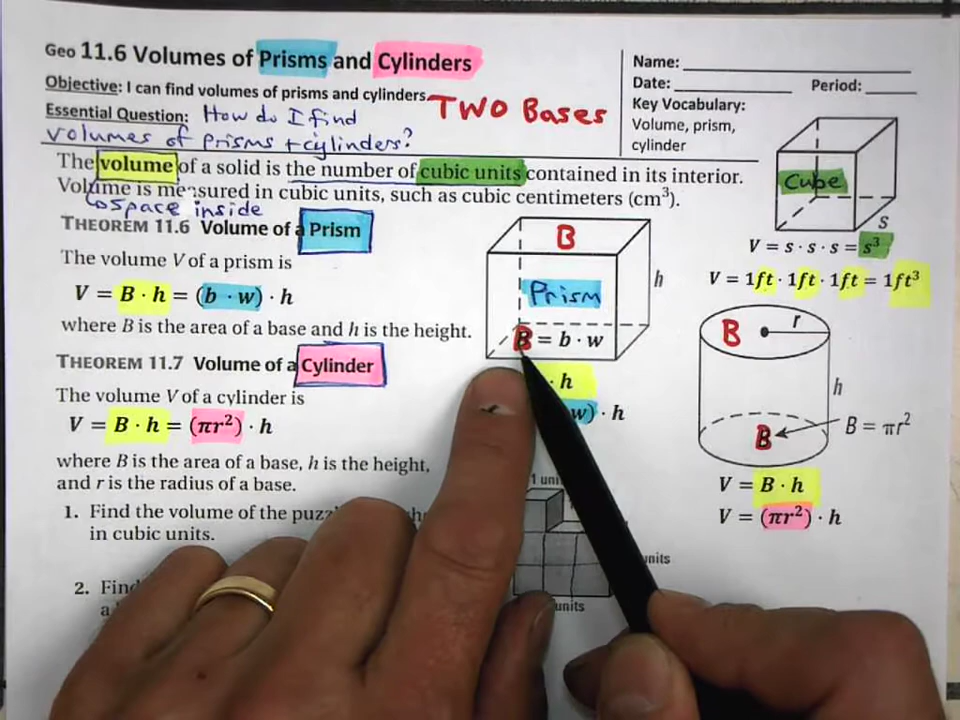 Geo 11.6 Volumes of Prisms and Cylinders
Objective: I can find volumes of prisms and cylinders.
TWO Bases
Essential Question: How do I find
volumes of prisms + cylinders?
Name:
Date: Period:
Key Vocabulary:
Volume, prism,
cylinder
The volume of a solid is the number of cubic units contained in its interior.
Volume is measured in cubic units, such as cubic centimeters (cm³).
space inside
THEOREM 11.6 Volume of a Prism
The volume V of a prism is
V = B · h = (b · w) · h
where B is the area of a base and h is the height.
THEOREM 11.7 Volume of a Cylinder
The volume V of a cylinder is
V = B · h = (πr²) · h
where B is the area of a base, h is the height,
and r is the radius of a base.
1. Find the volume of the
in cubic units.
2.
B
h
Prism
B = b · w
· h
w) · h
1
units
units
Cube
s
V = s · s · s = s³
V = 1ft · 1ft · 1ft = 1ft³
B r
h
B B = πr²
V = B · h
V = (πr²) · h